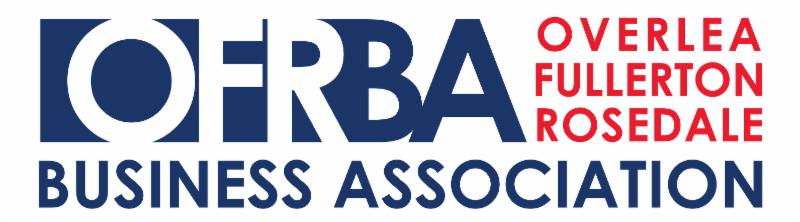 OFRBA
OVERLEA
FULLERTON
ROSEDALE
BUSINESS ASSOCIATION